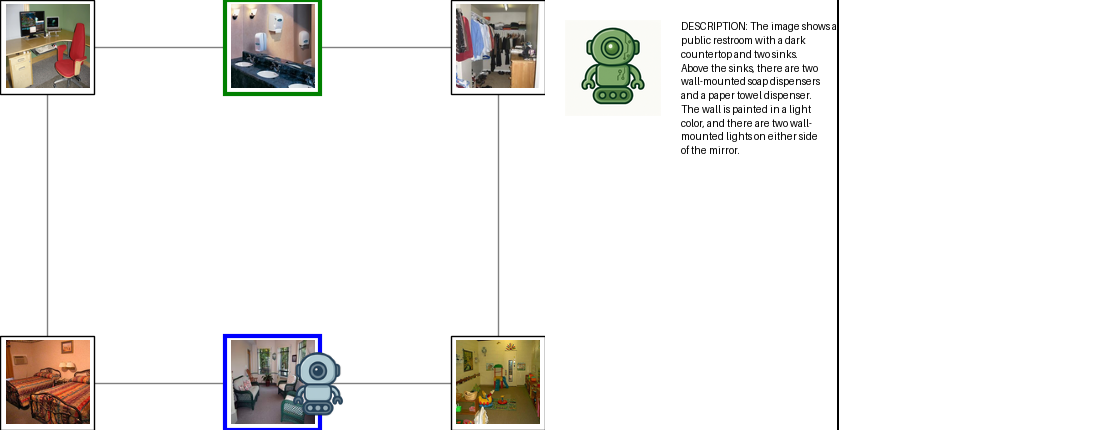 DESCRIPTION: The image shows a
public restroom with a dark
countertop and two sinks.
Above the sinks, there are two
wall-mounted soap dispensers
and a paper towel dispenser.
The wall is painted in a light
color, and there are two wall-
mounted lights on either side
of the mirror.